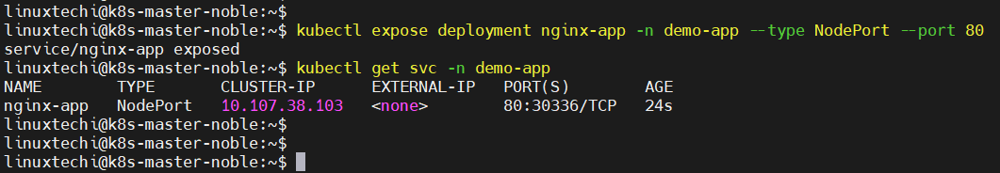 linuxtechi@k8s-master-noble:~$
linuxtechi@k8s-master-noble:~$ kubectl expose deployment nginx-app -n demo-app --type NodePort --port 80
service/nginx-app exposed
linuxtechi@k8s-master-noble:~$ kubectl get svc -n demo-app
NAME        TYPE       CLUSTER-IP      EXTERNAL-IP   PORT(S)        AGE
nginx-app   NodePort   10.107.38.103   <none>        80:30336/TCP   24s
linuxtechi@k8s-master-noble:~$
linuxtechi@k8s-master-noble:~$
linuxtechi@k8s-master-noble:~$